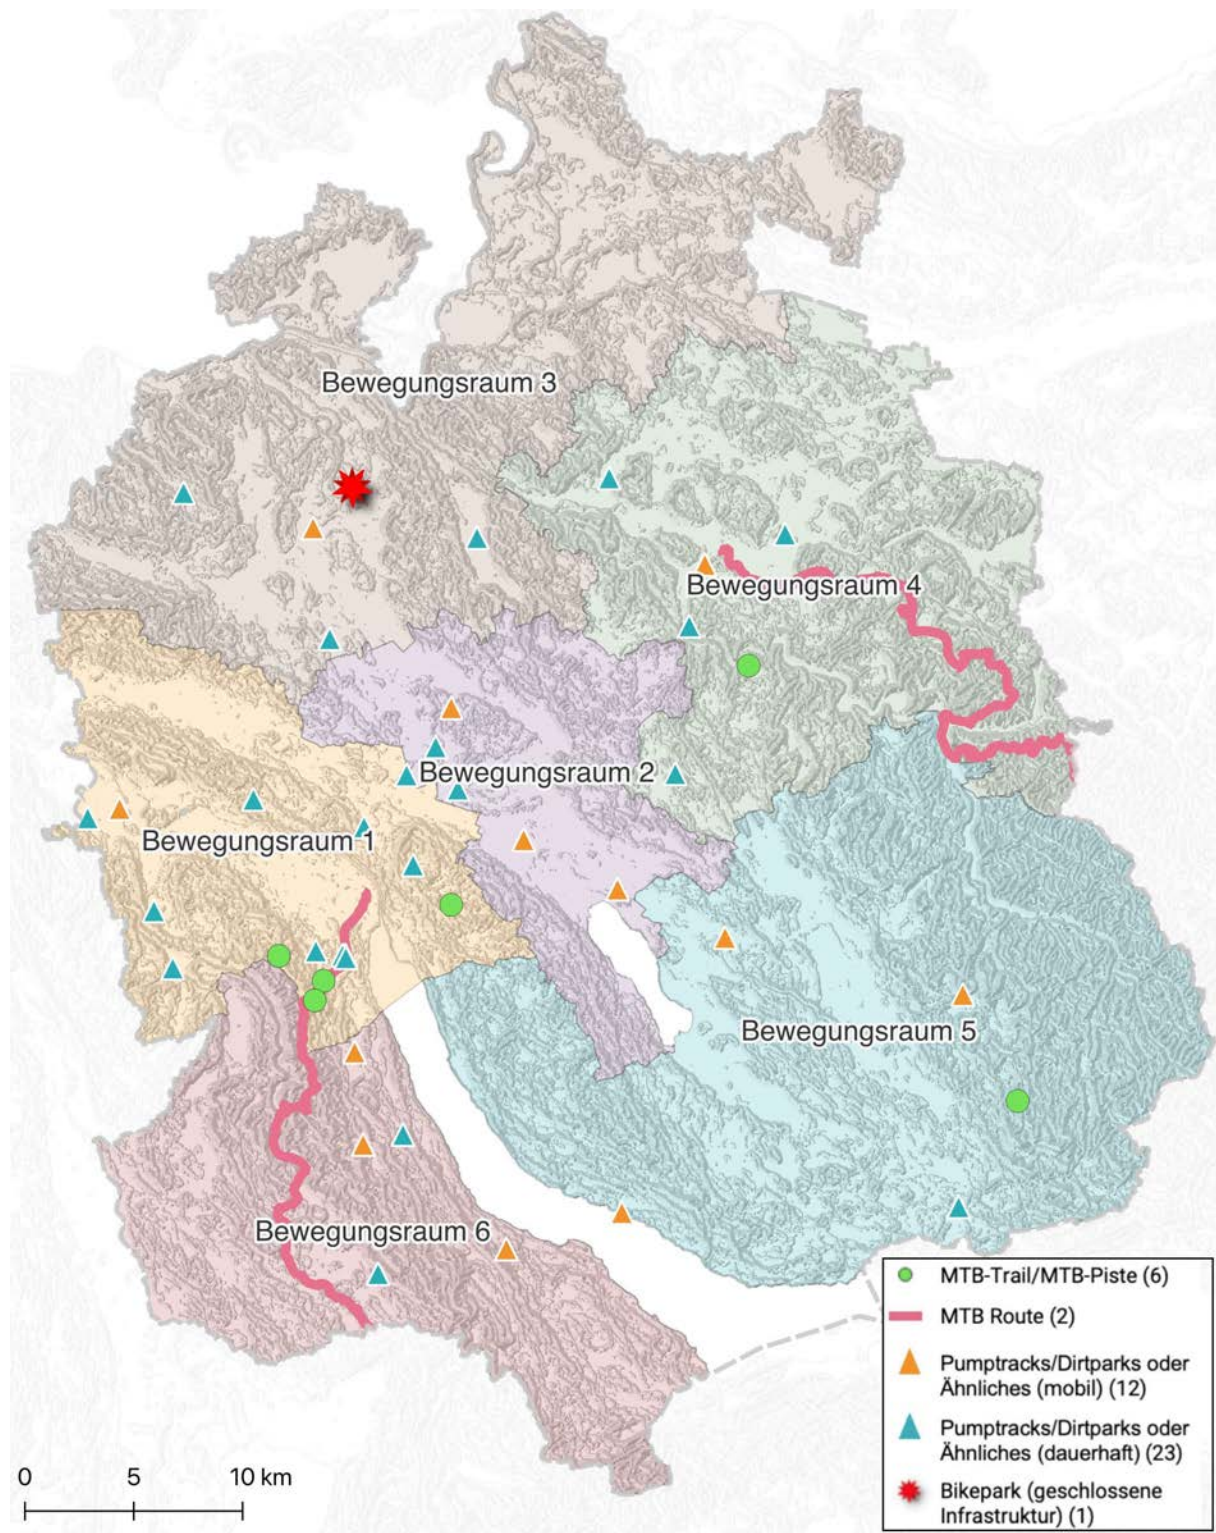 Bewegungsraum 3
Bewegungsraum 4
Bewegungsraum 2
Bewegungsraum 1
Bewegungsraum 5
Bewegungsraum 6
MTB-Trail/MTB-Piste (6)
MTB Route (2)
Pumptracks/Dirtparks oder
Ähnliches (mobil) (12)
Pumptracks/Dirtparks oder
Ähnliches (dauerhaft) (23)
Bikepark (geschlossene
Infrastruktur) (1)
0 5 10 km